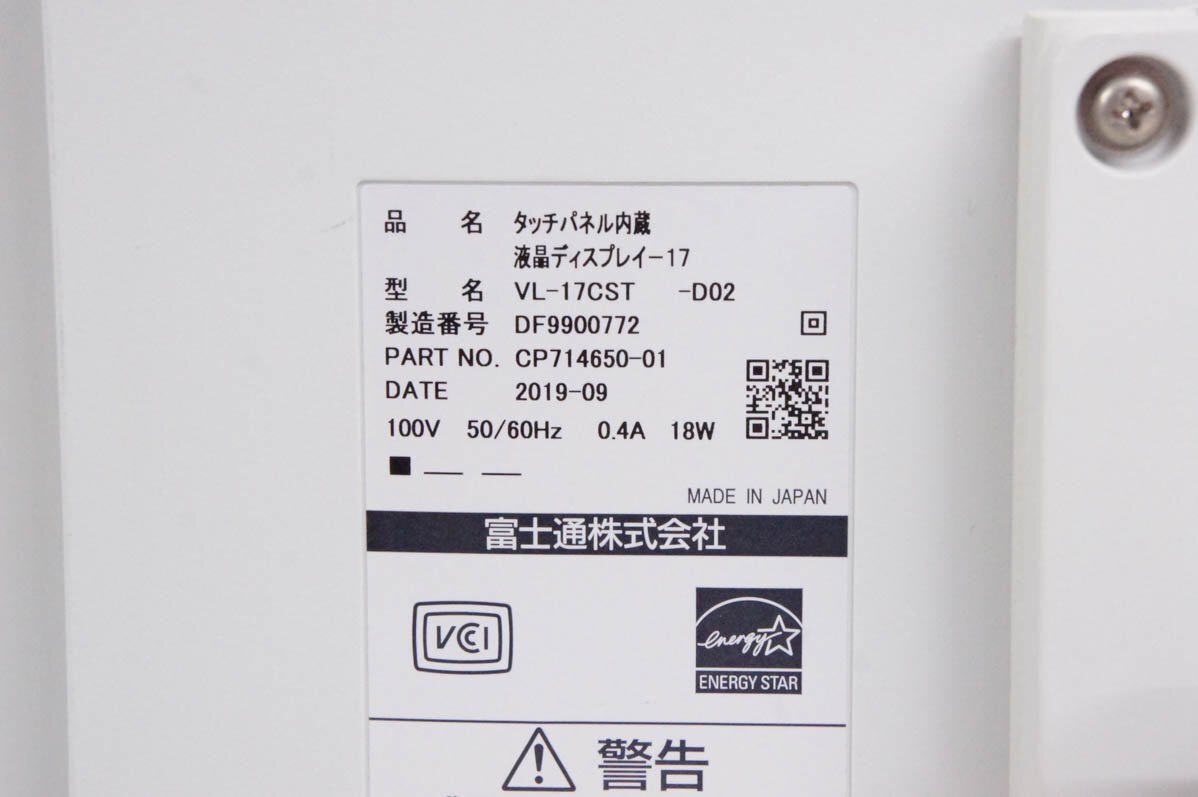 品　名 タッチパネル内蔵
液晶ディスプレイ－17
型　名 VL-17CST -D02
製造番号 DF9900772
PART NO. CP714650-01
DATE 2019-09
100V 50/60Hz 0.4A 18W
MADE IN JAPAN
富士通株式会社
VCCI
energy
ENERGY STAR
警告